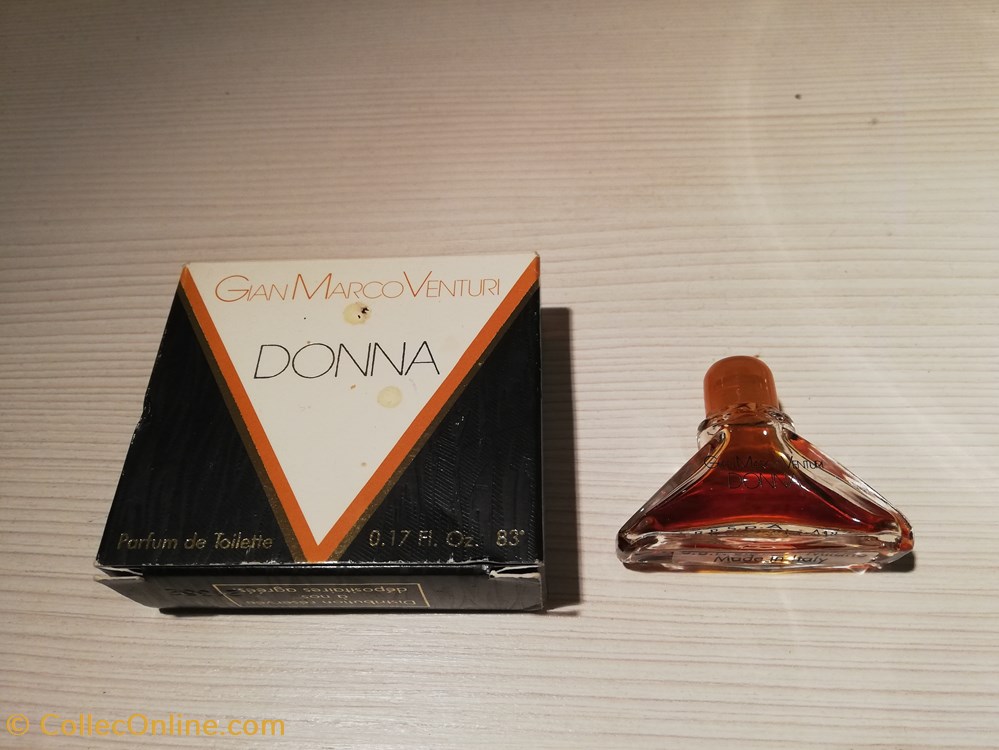 Gian Marco Venturi
DONNA
Parfum de Toilette 0.17 Fl. Oz. 83°
Distribution réservée
à nos
dépositaires agréés
Gian Marco Venturi
DONNA
Made in Italy
© CollecOnline.com